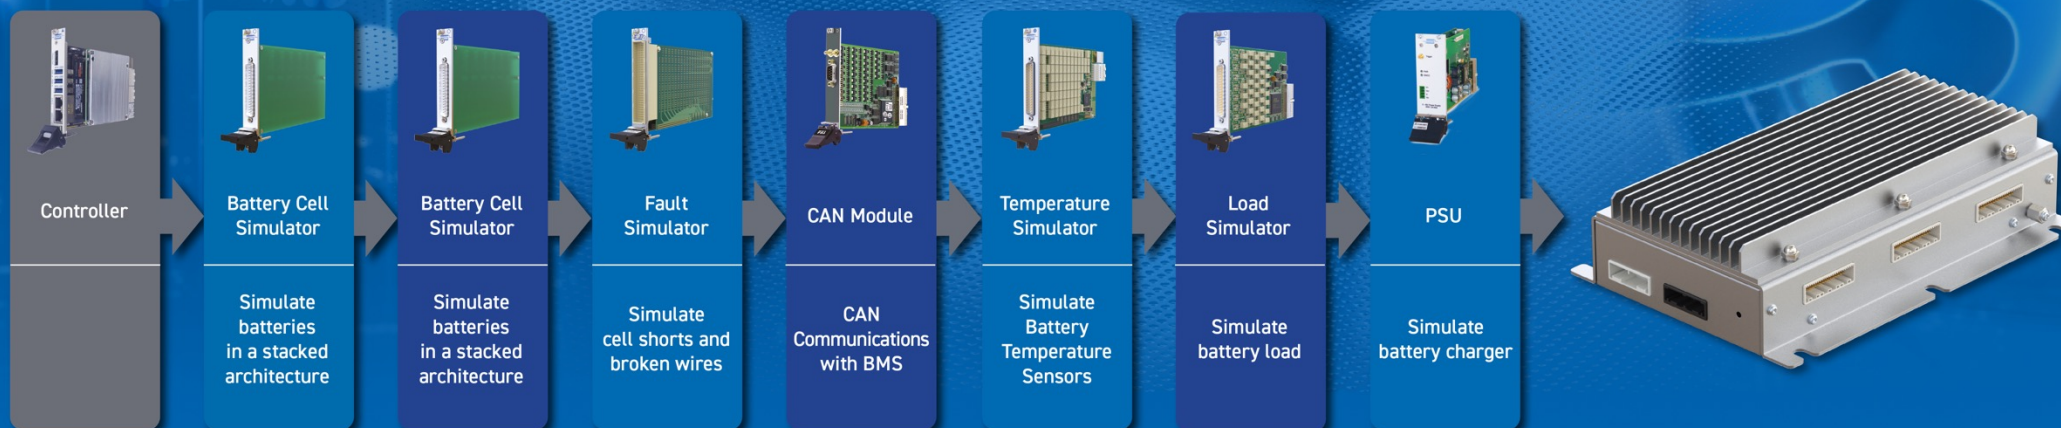 Controller
Battery Cell
Simulator
Simulate
batteries
in a stacked
architecture
Battery Cell
Simulator
Simulate
batteries
in a stacked
architecture
Fault
Simulator
Simulate
cell shorts and
broken wires
CAN Module
CAN
Communications
with BMS
Temperature
Simulator
Simulate
Battery
Temperature
Sensors
Load
Simulator
Simulate
battery load
PSU
Simulate
battery charger